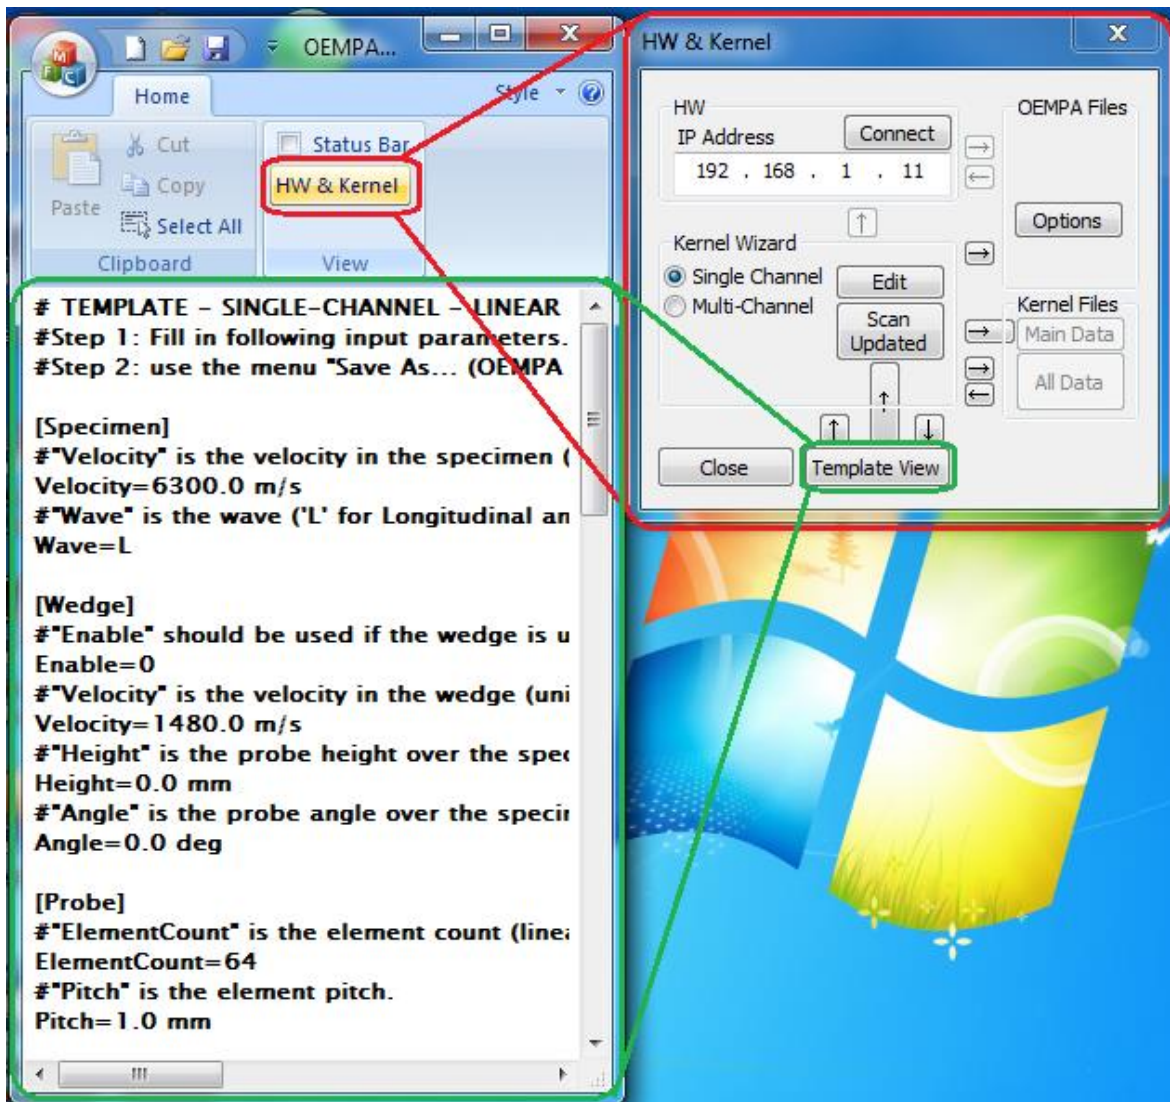 OEMPA...
Home
Style
Cut
Copy
Paste
Select All
Clipboard
Status Bar
HW & Kernel
View
# TEMPLATE - SINGLE-CHANNEL - LINEAR
#Step 1: Fill in following input parameters.
#Step 2: use the menu "Save As... (OEMPA
[Specimen]
#"Velocity" is the velocity in the specimen (
Velocity=6300.0 m/s
#"Wave" is the wave ('L' for Longitudinal an
Wave=L
[Wedge]
#"Enable" should be used if the wedge is u
Enable=0
#"Velocity" is the velocity in the wedge (uni
Velocity=1480.0 m/s
#"Height" is the probe height over the spec
Height=0.0 mm
#"Angle" is the probe angle over the specin
Angle=0.0 deg
[Probe]
#"ElementCount" is the element count (linea
ElementCount=64
#"Pitch" is the element pitch.
Pitch=1.0 mm
HW & Kernel
HW
IP Address
Connect
192 . 168 . 1 . 11
OEMPA Files
Options
Kernel Wizard
Single Channel
Multi-Channel
Edit
Scan
Updated
Kernel Files
Main Data
All Data
Close
Template View